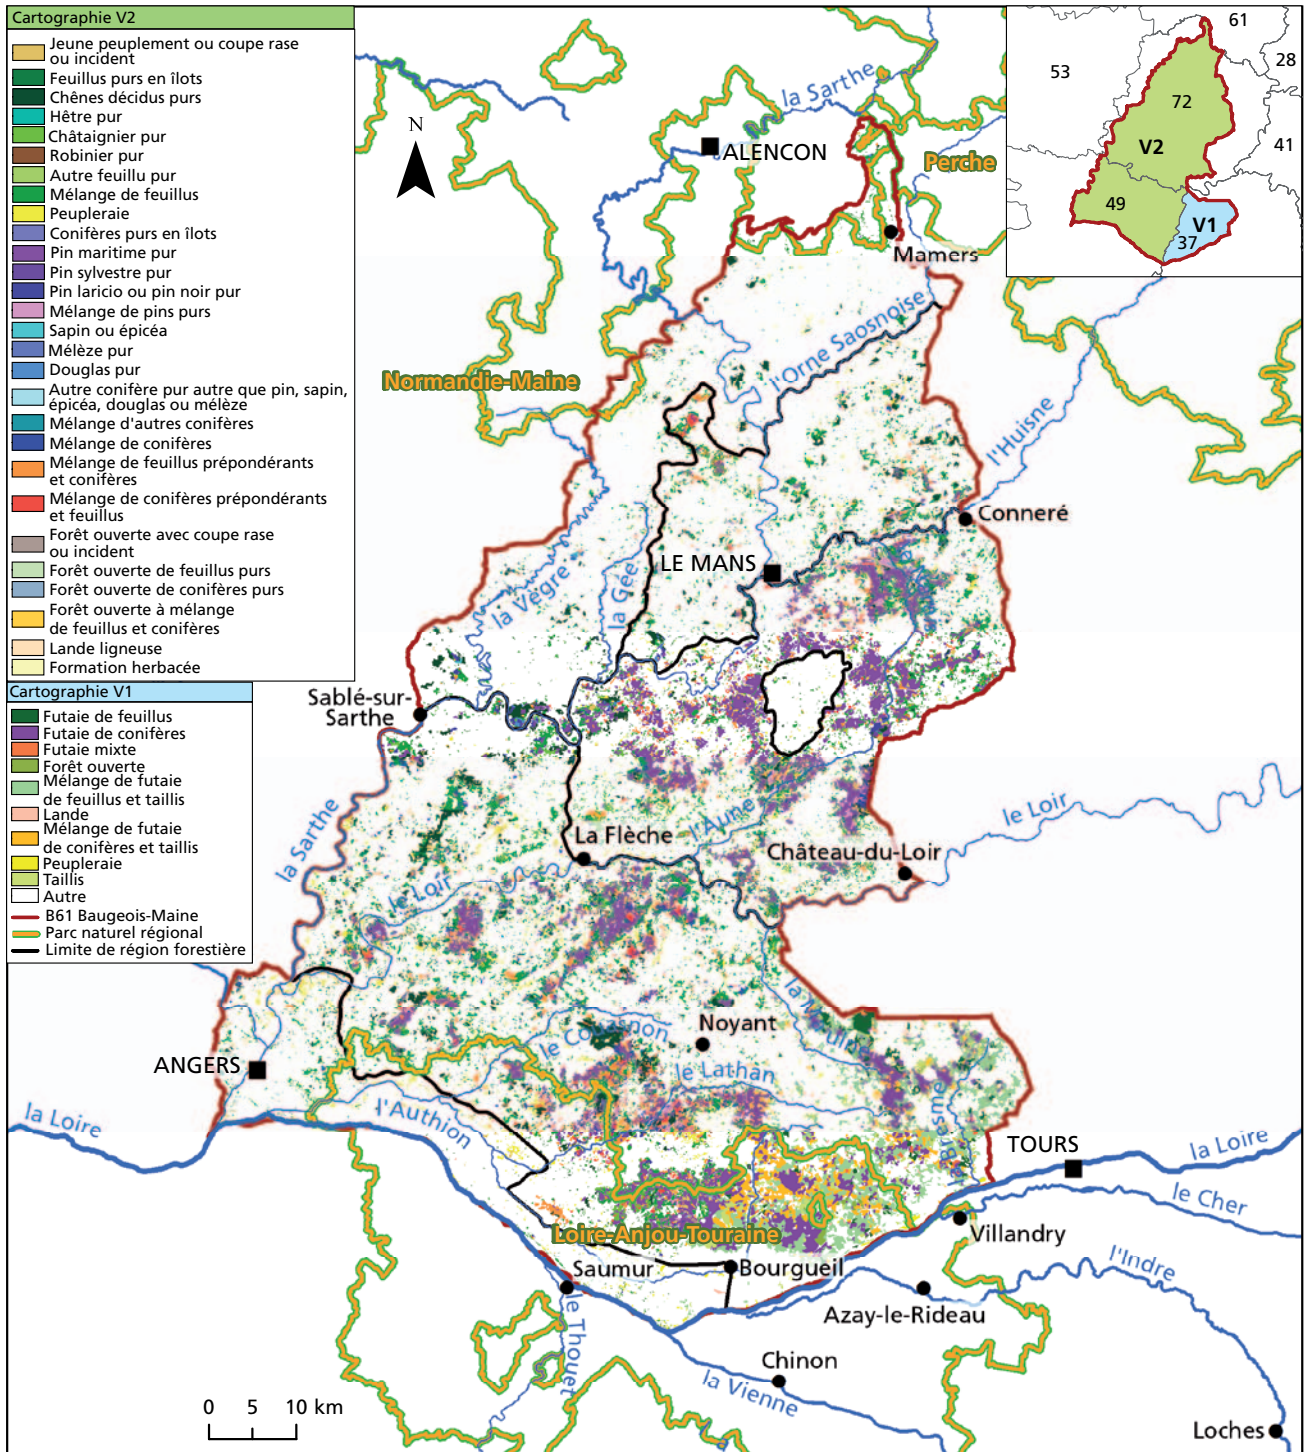 Cartographie V2
Jeune peuplement ou coupe rase
ou incident
Feuillus purs en îlots
Chênes décidus purs
Hêtre pur
Châtaignier pur
Robinier pur
Autre feuillu pur
Mélange de feuillus
Peupleraie
Conifères purs en îlots
Pin maritime pur
Pin sylvestre pur
Pin laricio ou pin noir pur
Mélange de pins purs
Sapin ou épicéa
Mélèze pur
Douglas pur
Autre conifère pur autre que pin, sapin,
épicéa, douglas ou mélèze
Mélange d'autres conifères
Mélange de conifères
Mélange de feuillus prépondérants
et conifères
Mélange de conifères prépondérants
et feuillus
Forêt ouverte avec coupe rase
ou incident
Forêt ouverte de feuillus purs
Forêt ouverte de conifères purs
Forêt ouverte à mélange
de feuillus et conifères
Lande ligneuse
Formation herbacée
Cartographie V1
Futaie de feuillus
Futaie de conifères
Futaie mixte
Forêt ouverte
Mélange de futaie
de feuillus et taillis
Lande
Mélange de futaie
de conifères et taillis
Peupleraie
Taillis
Autre
B61 Baugeois-Maine
Parc naturel régional
Limite de région forestière
61
28
53
72
41
V2
49
V1
37
N
la Sarthe
ALENCON
Perche
Mamers
l'Orne Saosnoise
Normandie-Maine
l'Huisne
Conneré
LE MANS
la Vègre
la Gée
Sablé-sur-
Sarthe
la Sarthe
La Flèche
l'Aune
le Loir
Château-du-Loir
le Loir
Noyant
le Lathan
ANGERS
la Loire
l'Authion
Bresme
TOURS
la Loire
le Cher
Villandry
Loire-Anjou-Touraine
Saumur
Bourgueil
l'Indre
Azay-le-Rideau
le Thouet
Chinon
la Vienne
Loches
0 5 10 km